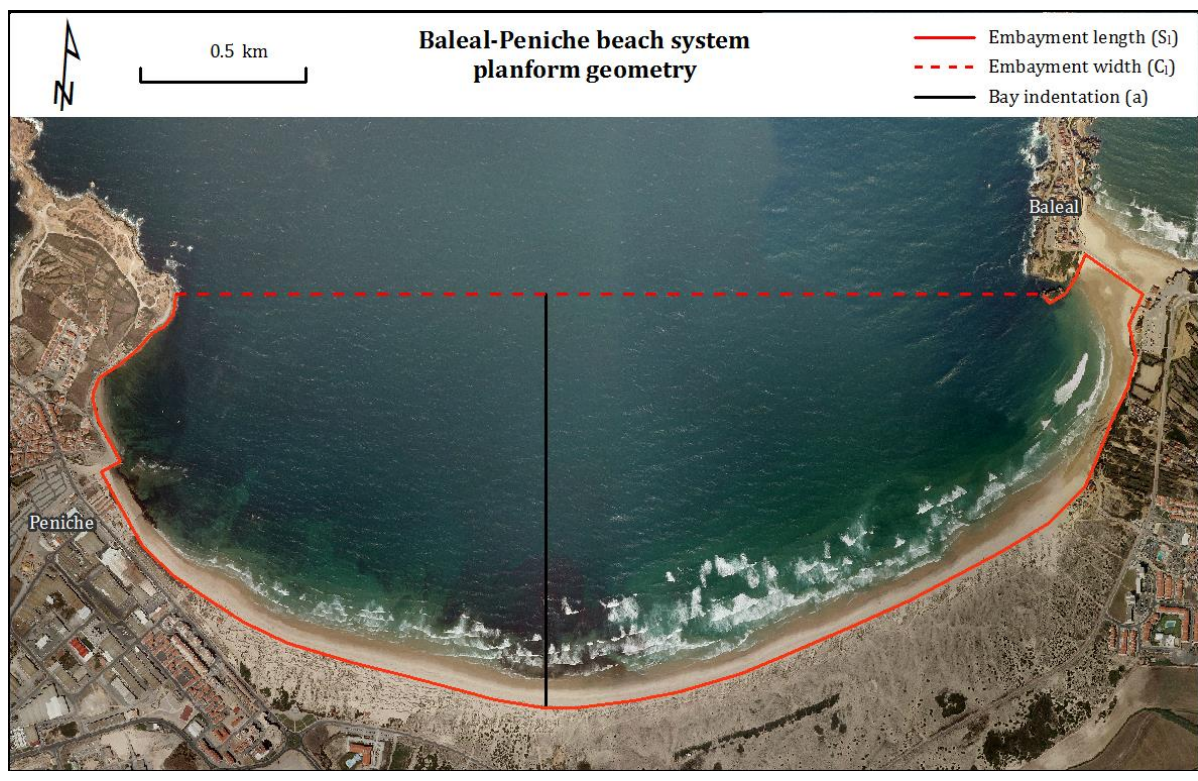 N
0.5 km
Baleal-Peniche beach system
planform geometry
Embayment length (Sₗ)
Embayment width (Cₗ)
Bay indentation (a)
Baleal
Peniche